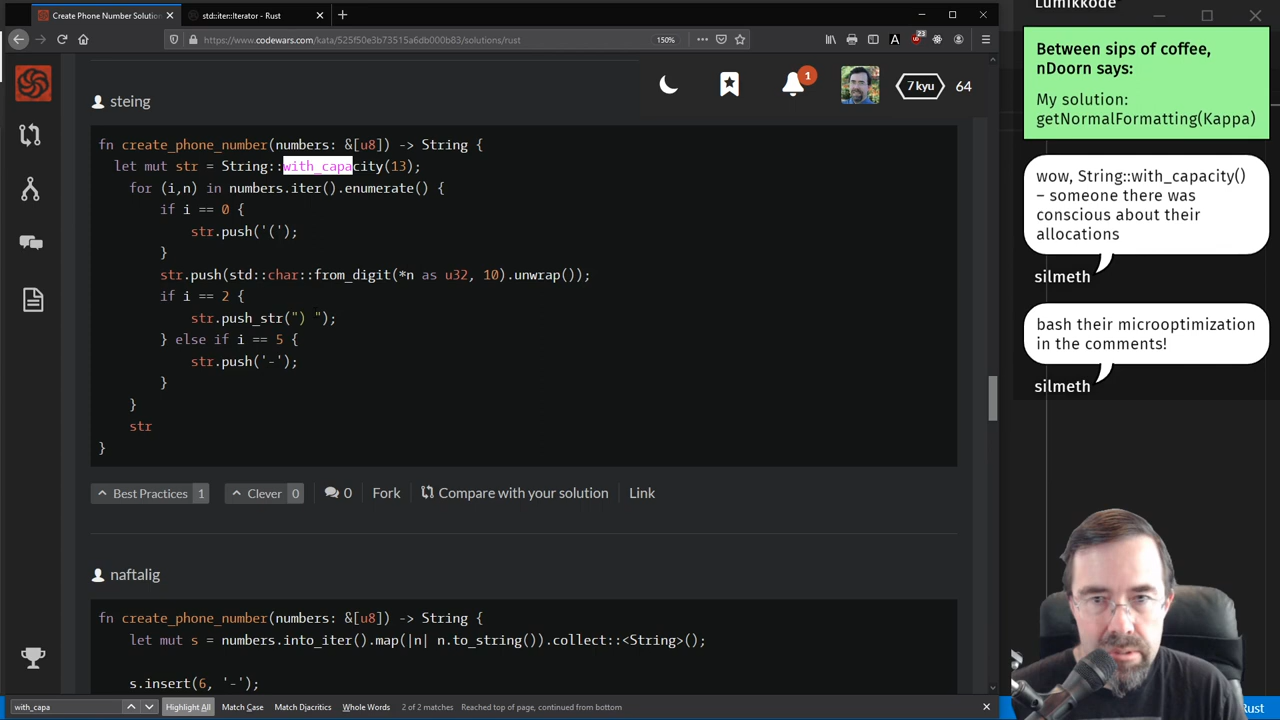 Create Phone Number Solutio
std::iter::Iterator - Rust
https://www.codewars.com/kata/525f50e3b73515a6db000b83/solutions/rust
150%
23
A
1
7 kyu
64
steing
fn create_phone_number(numbers: &[u8]) -> String {
let mut str = String::with_capacity(13);
for (i,n) in numbers.iter().enumerate() {
if i == 0 {
str.push('(');
}
str.push(std::char::from_digit(*n as u32, 10).unwrap());
if i == 2 {
str.push_str(") ");
} else if i == 5 {
str.push('-');
}
}
str
}
Best Practices 1
Clever 0
0
Fork
Compare with your solution
Link
naftalig
fn create_phone_number(numbers: &[u8]) -> String {
let mut s = numbers.into_iter().map(|n| n.to_string()).collect::<String>();
s.insert(6, '-');
with_capa
Highlight All
Match Case
Match Diacritics
Whole Words
2 of 2 matches
Reached top of page, continued from bottom
Lumikkode
Between sips of coffee,
nDoorn says:
My solution:
getNormalFormatting(Kappa)
wow, String::with_capacity()
– someone there was
conscious about their
allocations
silmeth
bash their microoptimization
in the comments!
silmeth
Rust